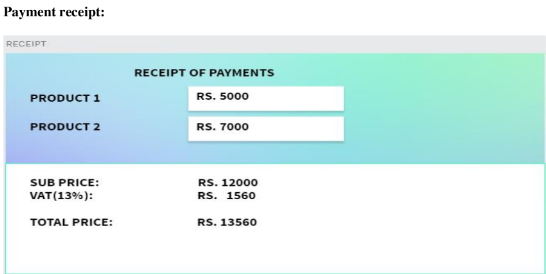 Payment receipt:
RECEIPT
RECEIPT OF PAYMENTS
PRODUCT 1 RS. 5000
PRODUCT 2 RS. 7000
SUB PRICE: RS. 12000
VAT(13%): RS. 1560
TOTAL PRICE: RS. 13560